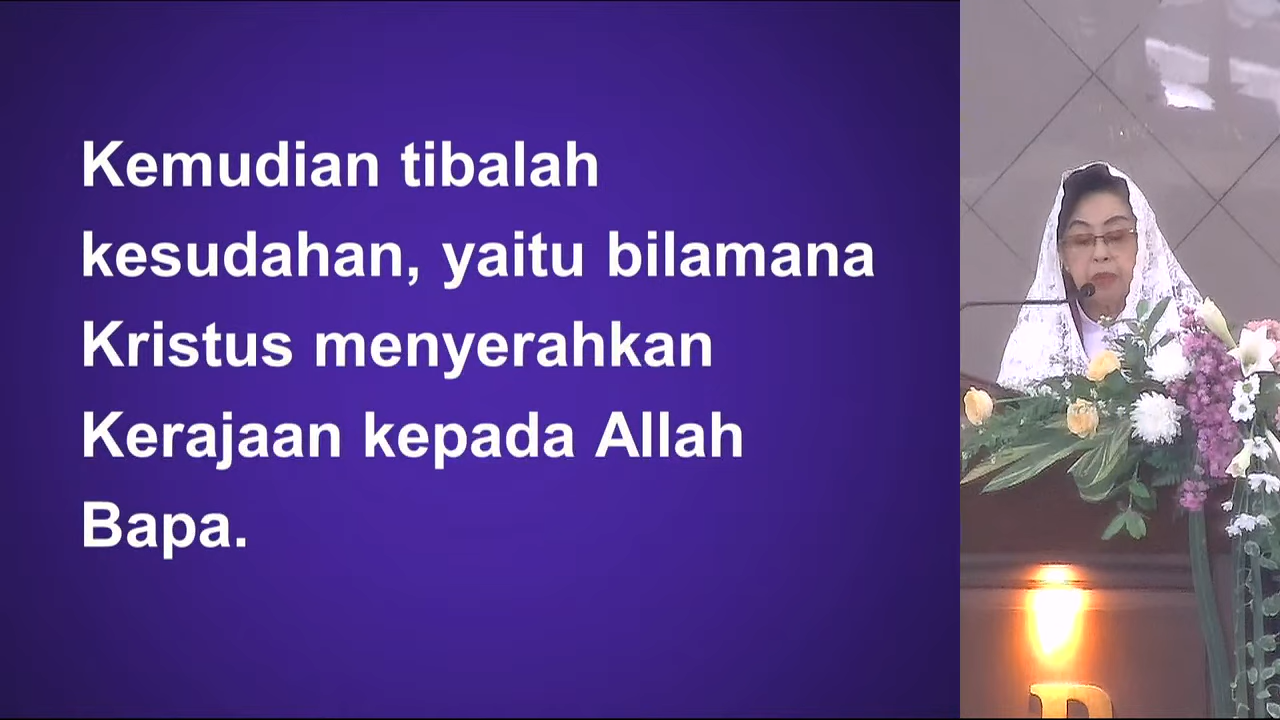 Kemudian tibalah
kesudahan, yaitu bilamana
Kristus menyerahkan
Kerajaan kepada Allah
Bapa.